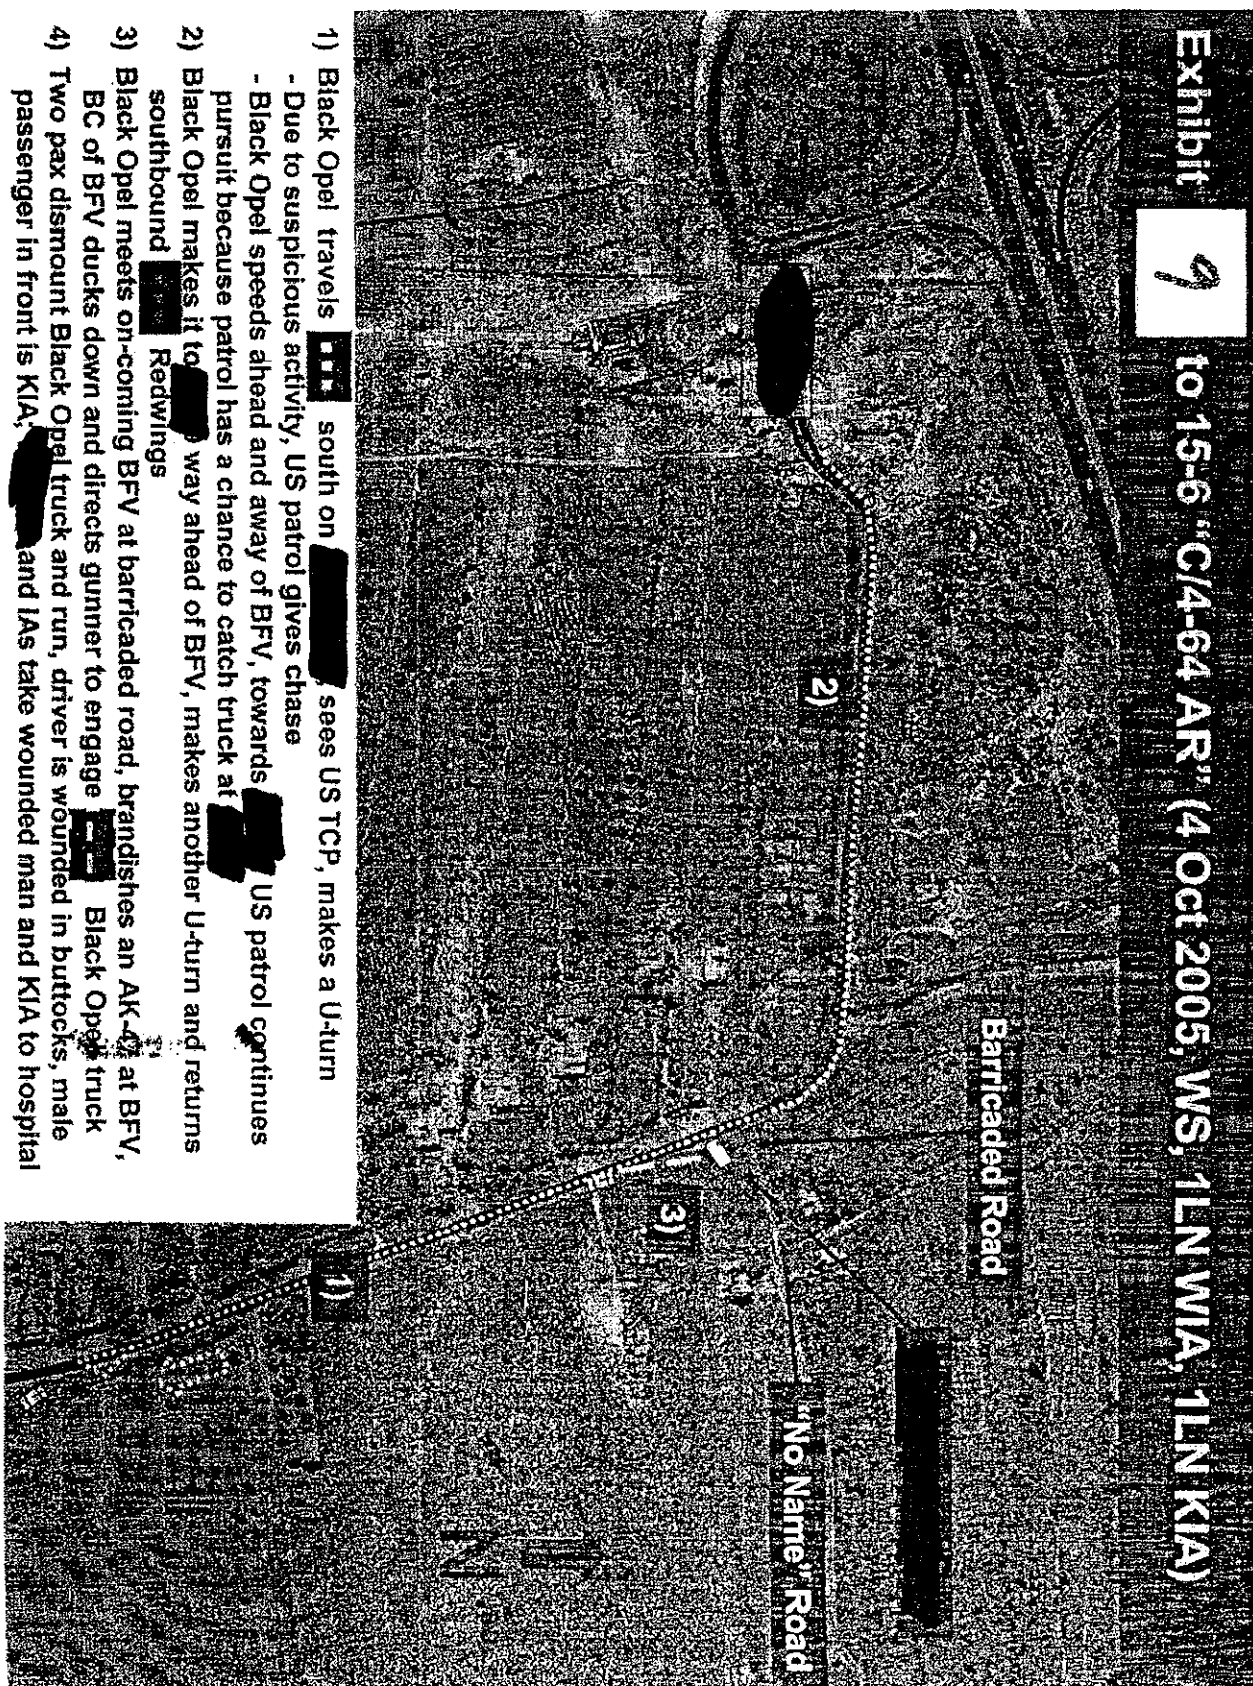 Exhibit 9 to 15-6 "C/4-64 AR" (4 Oct 2005, WS, 1LN WIA, 1LN KIA)
Barricaded Road
"No Name" Road
2)
3)
1)
N
1) Black Opel travels south on sees US TCP, makes a U-turn
- Due to suspicious activity, US patrol gives chase
- Black Opel speeds ahead and away of BFV, towards US patrol continues
pursuit because patrol has a chance to catch truck at
2) Black Opel makes it to way ahead of BFV, makes another U-turn and returns
southbound Redwings
3) Black Opel meets on-coming BFV at barricaded road, brandishes an AK-47 at BFV,
BC of BFV ducks down and directs gunner to engage Black Opel truck
4) Two pax dismount Black Opel truck and run, driver is wounded in buttocks, male
passenger in front is KIA; and IAs take wounded man and KIA to hospital